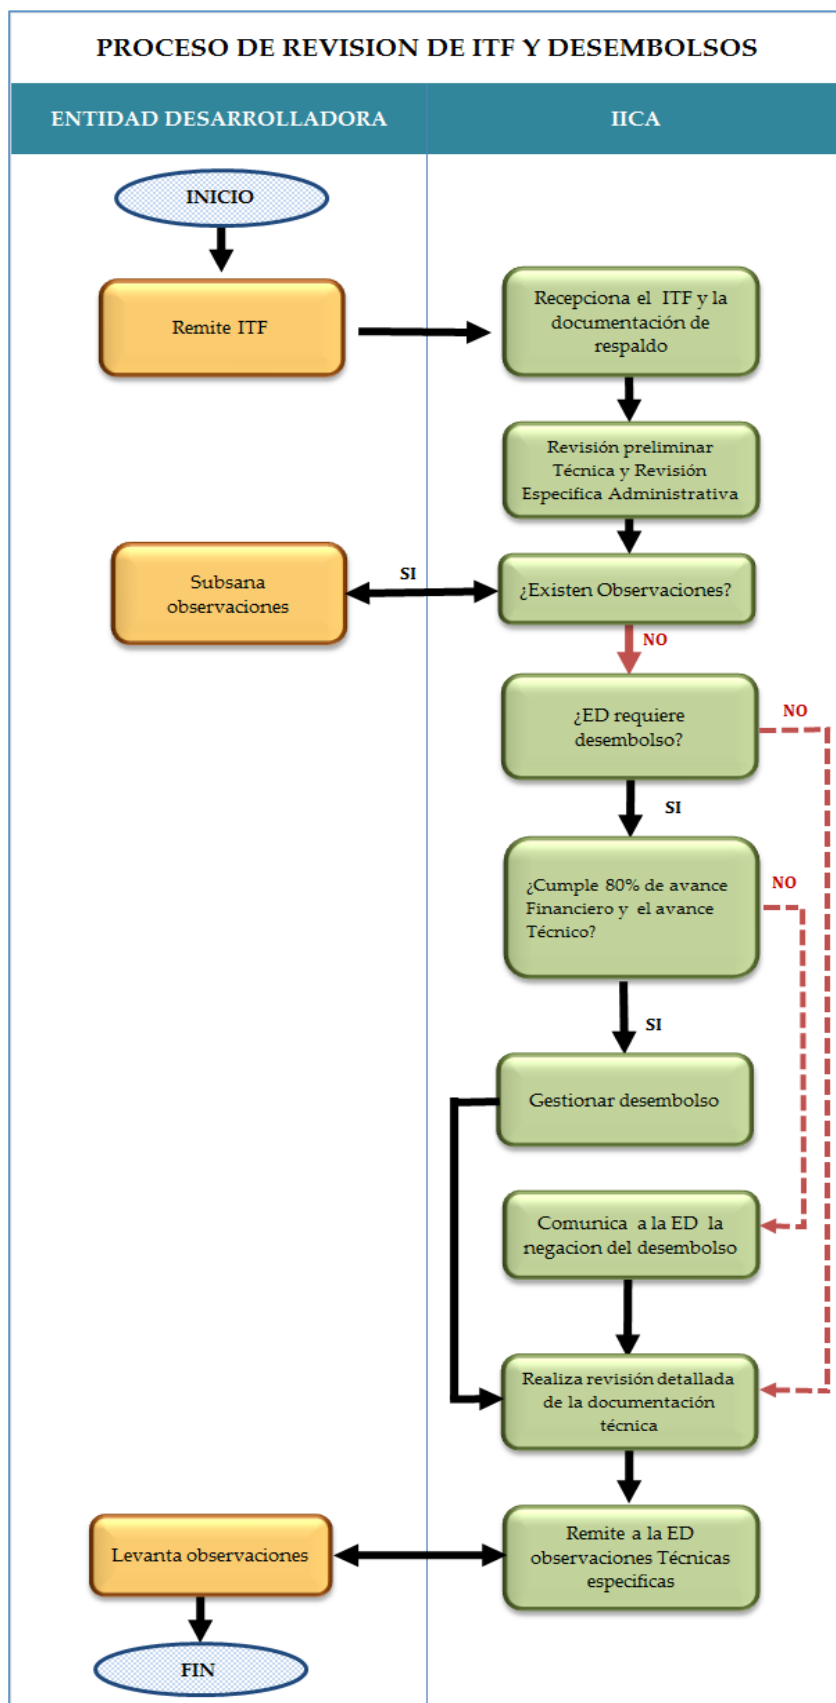 PROCESO DE REVISION DE ITF Y DESEMBOLSOS
ENTIDAD DESARROLLADORA
IICA
INICIO
Remite ITF
Recepciona el ITF y la
documentación de
respaldo
Revisión preliminar
Técnica y Revisión
Especifica Administrativa
Subsana
observaciones
SI
¿Existen Observaciones?
NO
¿ED requiere
desembolso?
NO
SI
¿Cumple 80% de avance
Financiero y el avance
Técnico?
NO
SI
Gestionar desembolso
Comunica a la ED la
negacion del desembolso
Realiza revisión detallada
de la documentación
técnica
Levanta observaciones
Remite a la ED
observaciones Técnicas
especificas
FIN